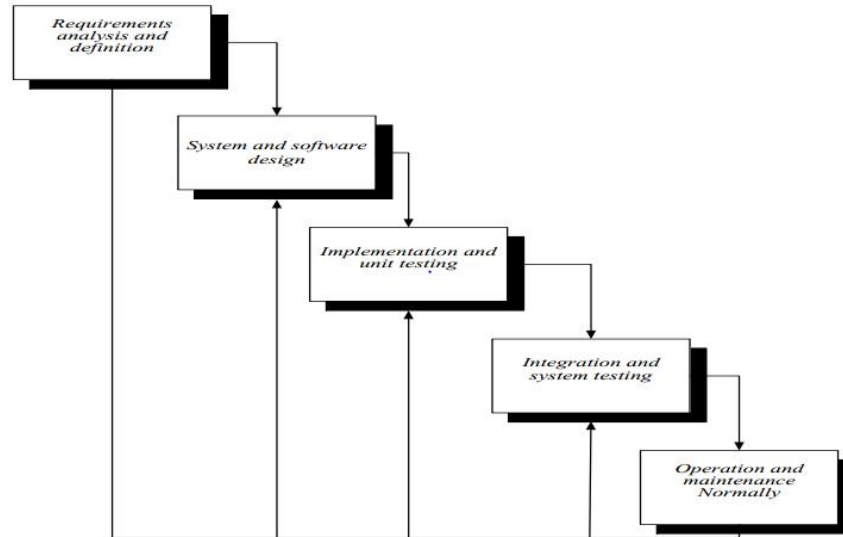 Requirements
analysis and
definition
System and software
design
Implementation and
unit testing
Integration and
system testing
Operation and
maintenance
Normally